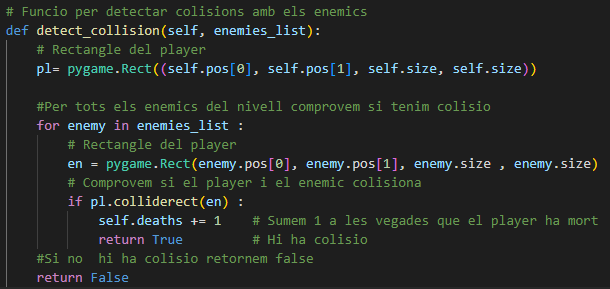 # Funcio per detectar colisions amb els enemics
def detect_collision(self, enemies_list):
# Rectangle del player
pl= pygame.Rect((self.pos[0], self.pos[1], self.size, self.size))
#Per tots els enemics del nivell comprovem si tenim colisio
for enemy in enemies_list :
# Rectangle del player
en = pygame.Rect(enemy.pos[0], enemy.pos[1], enemy.size , enemy.size)
# Comprovem si el player i el enemic colisiona
if pl.colliderect(en) :
self.deaths += 1    # Sumem 1 a les vegades que el player ha mort
return True         # Hi ha colisio
#Si no  hi ha colisio retornem false
return False